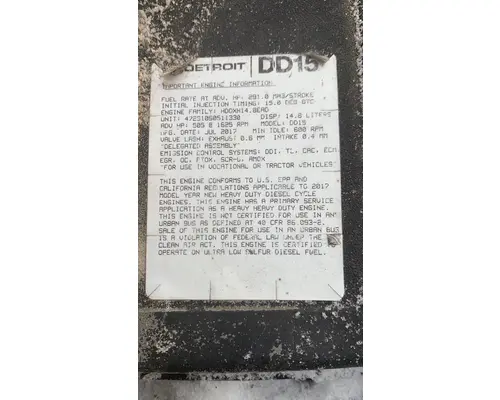 DETROIT DD15
IMPORTANT ENGINE INFORMATION
FUEL RATE AT ADV. HP: 291.0 MM3/STROKE
INITIAL INJECTION TIMING: 15.0 DEG BTC
ENGINE FAMILY: HDDXH14.8EAD
UNIT: 472910S0511330 DISP: 14.8 LITERS
ADV HP: 505 @ 1625 RPM MODEL: DD15
MFG. DATE: JUL 2017 MIN IDLE: 600 RPM
VALVE LASH: EXHAUST 0.6 MM INTAKE 0.4 MM
"DELEGATED ASSEMBLY"
EMISSION CONTROL SYSTEMS: DDI, TC, CAC, ECM
EGR, OC, PTOX, SCR-U, AMOX
"FOR USE IN VOCATIONAL OR TRACTOR VEHICLES"
THIS ENGINE CONFORMS TO U.S. EPA AND
CALIFORNIA REGULATIONS APPLICABLE TO 2017
MODEL YEAR NEW HEAVY DUTY DIESEL CYCLE
ENGINES. THIS ENGINE HAS A PRIMARY SERVICE
APPLICATION AS A HEAVY HEAVY DUTY ENGINE.
THIS ENGINE IS NOT CERTIFIED FOR USE IN AN
URBAN BUS AS DEFINED AT 40 CFR 86.093-2.
SALE OF THIS ENGINE FOR USE IN AN URBAN BUS
IS A VIOLATION OF FEDERAL LAW UNDER THE
CLEAN AIR ACT. THIS ENGINE IS CERTIFIED TO
OPERATE ON ULTRA LOW SULFUR DIESEL FUEL.